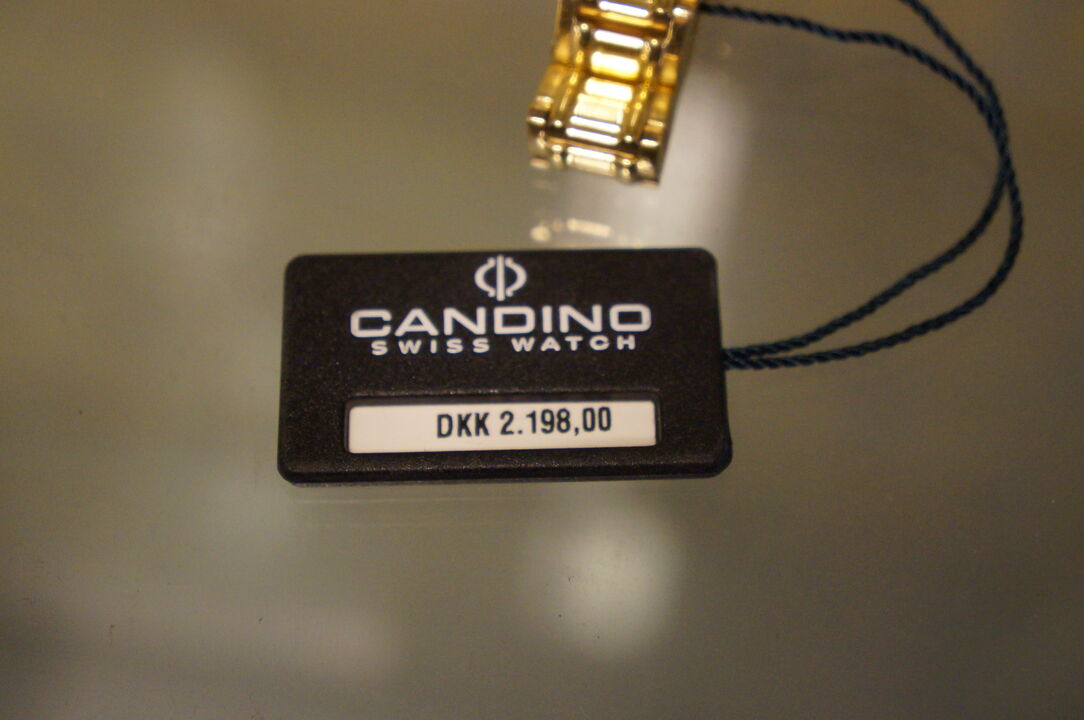 CANDINO
SWISS WATCH
DKK 2.198,00